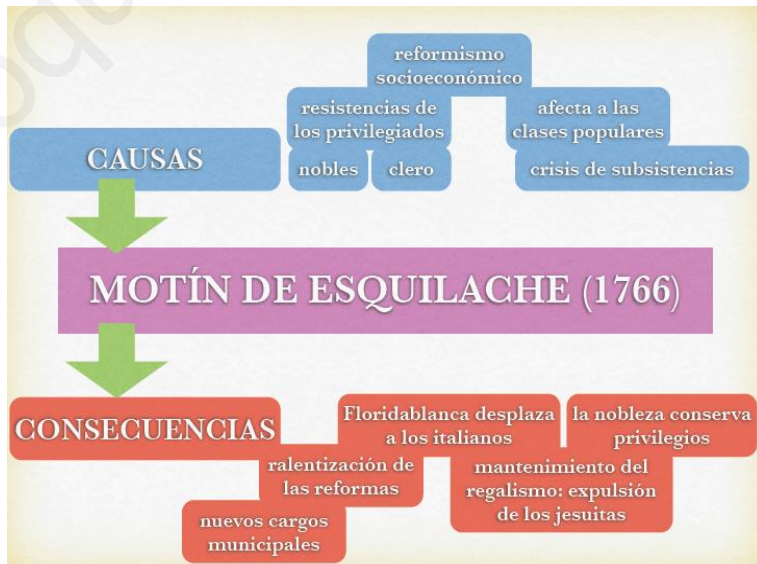 reformismo
socioeconómico
resistencias de
los privilegiados
afecta a las
clases populares
CAUSAS
nobles
clero
crisis de subsistencias
MOTÍN DE ESQUILACHE (1766)
CONSECUENCIAS
Floridablanca desplaza
a los italianos
la nobleza conserva
privilegios
ralentización de
las reformas
mantenimiento del
regalismo: expulsión
de los jesuitas
nuevos cargos
municipales